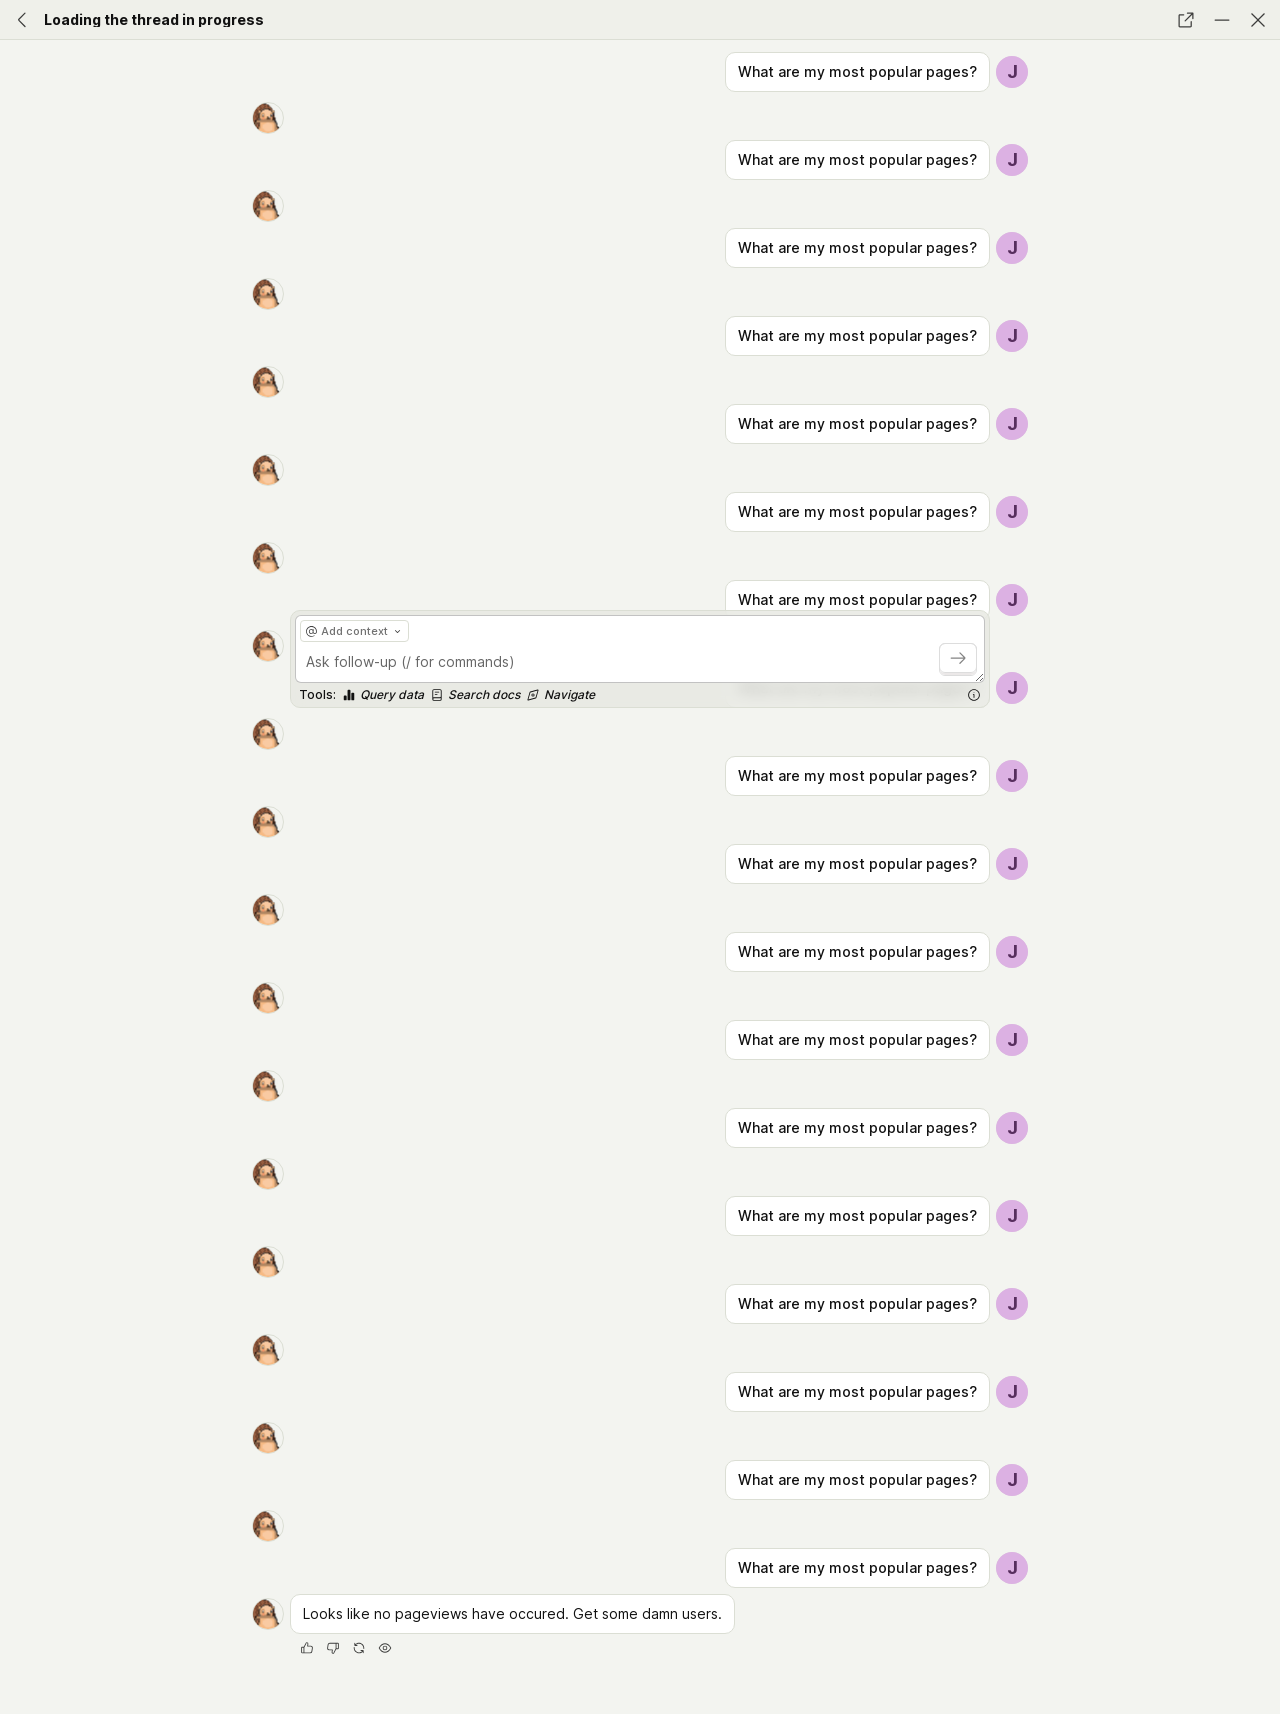 Loading the thread in progress
What are my most popular pages?
J
What are my most popular pages?
J
What are my most popular pages?
J
What are my most popular pages?
J
What are my most popular pages?
J
What are my most popular pages?
J
What are my most popular pages?
J
Add context
Ask follow-up (/ for commands)
J
Tools: Query data Search docs Navigate
What are my most popular pages?
J
What are my most popular pages?
J
What are my most popular pages?
J
What are my most popular pages?
J
What are my most popular pages?
J
What are my most popular pages?
J
What are my most popular pages?
J
What are my most popular pages?
J
What are my most popular pages?
J
What are my most popular pages?
J
Looks like no pageviews have occured. Get some damn users.